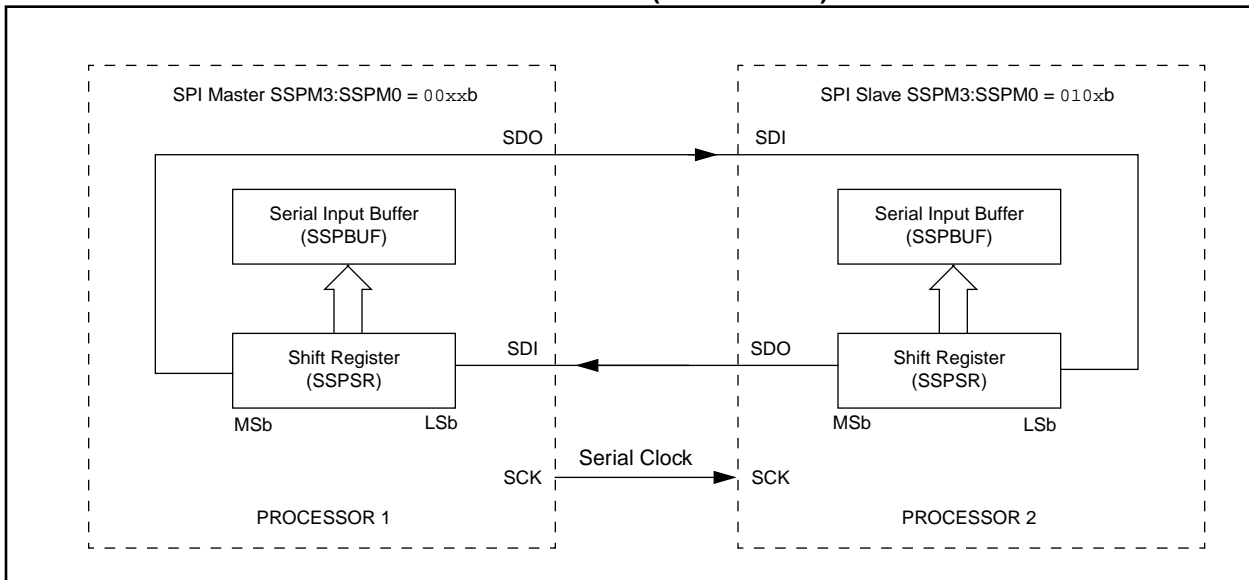 SPI Master SSPM3:SSPM0 = 00xxb
SDO
Serial Input Buffer
(SSPBUF)
Shift Register
(SSPSR)
MSb
LSb
SDI
SCK
PROCESSOR 1
Serial Clock
SPI Slave SSPM3:SSPM0 = 010xb
SDI
Serial Input Buffer
(SSPBUF)
SDO
Shift Register
(SSPSR)
MSb
LSb
SCK
PROCESSOR 2